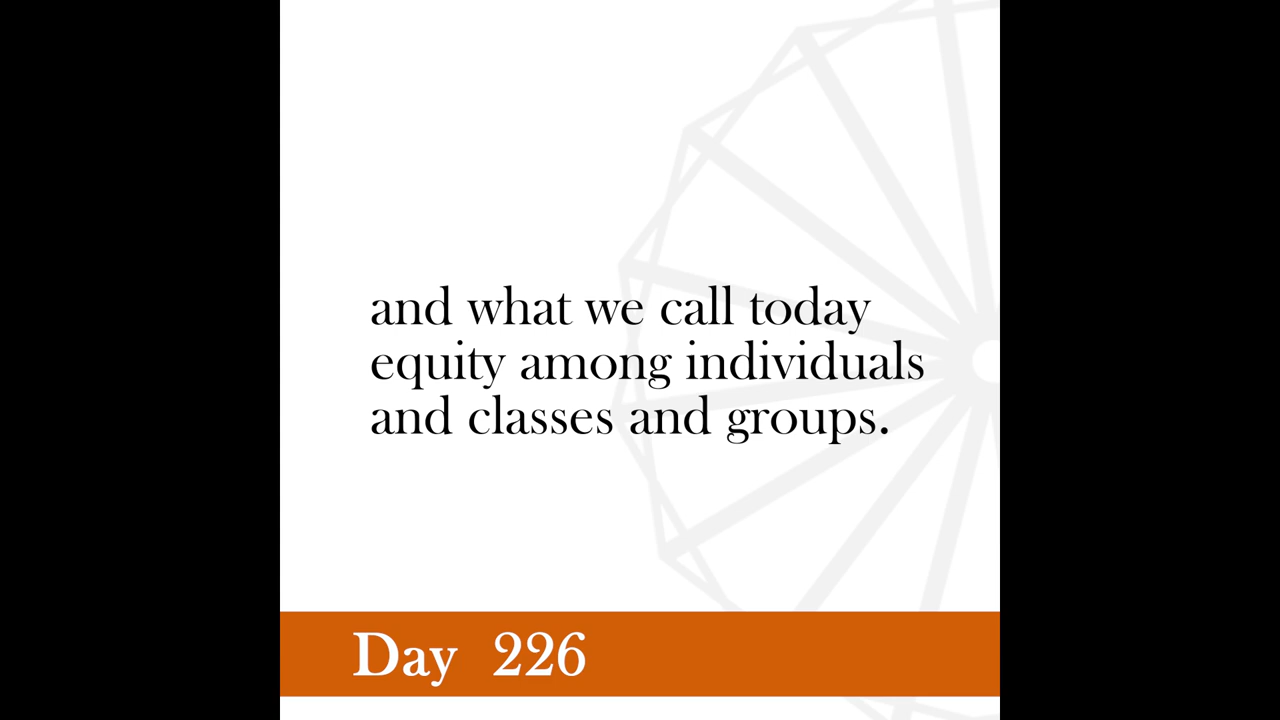 and what we call today
equity among individuals
and classes and groups.
Day 226